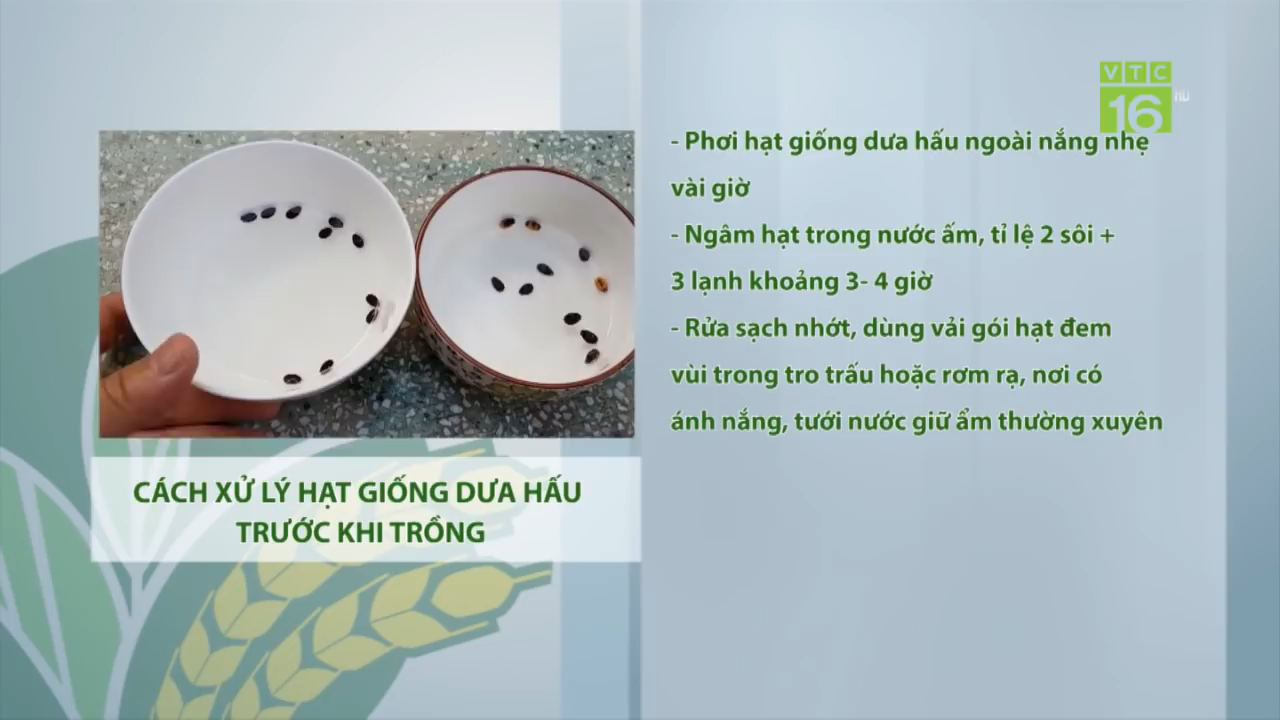 VTC
16
HD
- Phơi hạt giống dưa hấu ngoài nắng nhẹ
vài giờ
- Ngâm hạt trong nước ấm, tỉ lệ 2 sôi +
3 lạnh khoảng 3- 4 giờ
- Rửa sạch nhớt, dùng vải gói hạt đem
vùi trong tro trấu hoặc rơm rạ, nơi có
ánh nắng, tưới nước giữ ẩm thường xuyên
CÁCH XỬ LÝ HẠT GIỐNG DƯA HẤU
TRƯỚC KHI TRỒNG